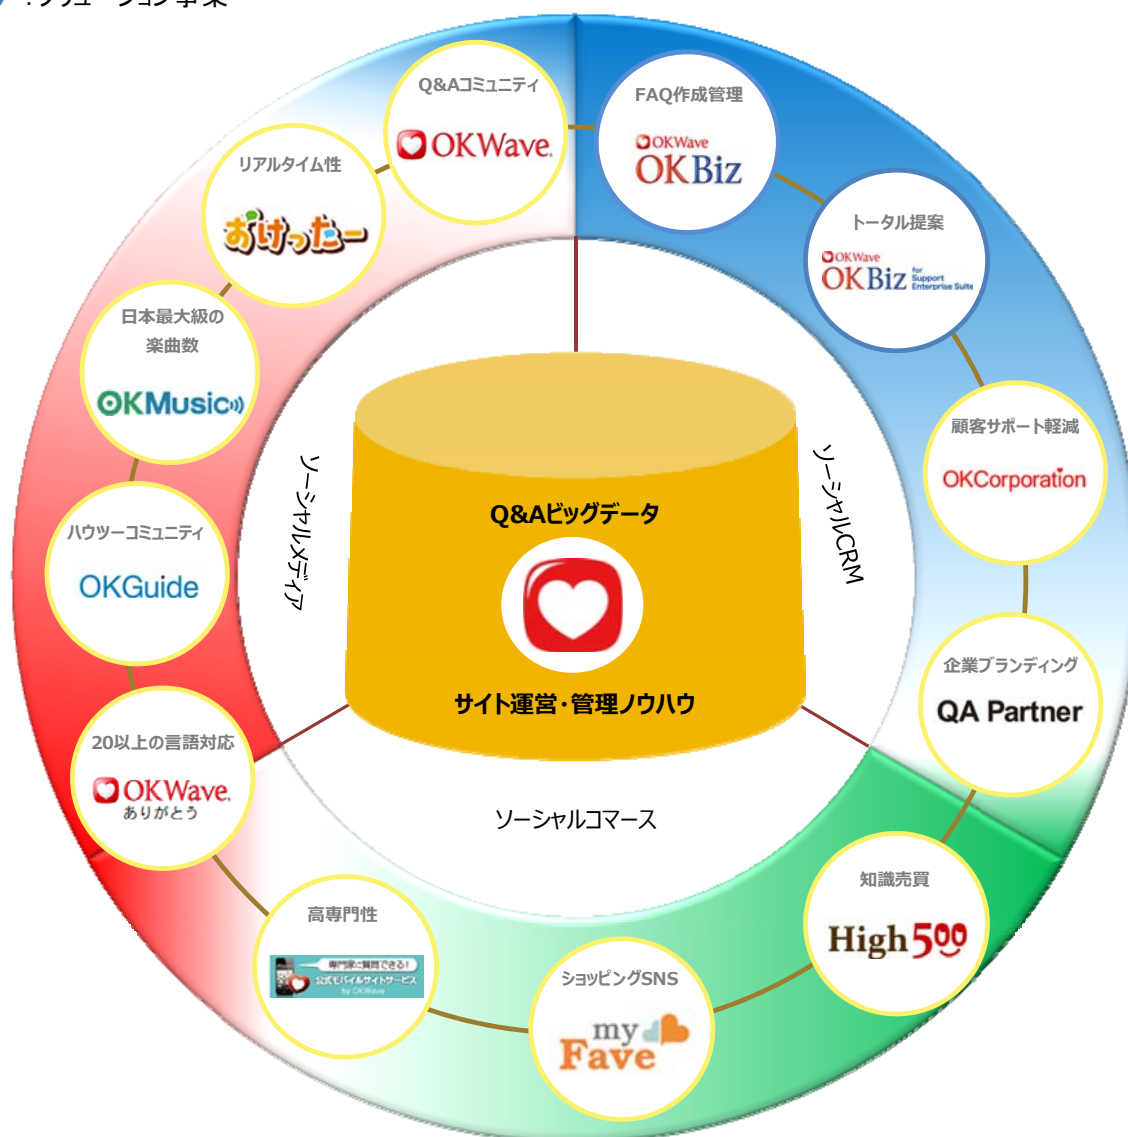 :ソリューション事業
Q&Aコミュニティ
OKWave.
FAQ作成管理
OKWave
OKBiz
リアルタイム性
おけったー
トータル提案
OKWave
OKBiz for Support Enterprise Suite
日本最大級の
楽曲数
OKMusic
顧客サポート軽減
OKCorporation
ソーシャルメディア
ソーシャルCRM
Q&Aビッグデータ
サイト運営・管理ノウハウ
ハウツーコミュニティ
OKGuide
企業ブランディング
QA Partner
20以上の言語対応
OKWave.
ありがとう
ソーシャルコマース
知識売買
High500
高専門性
専門家に質問できる!
公式モバイルサイトサービス
by OKWave
ショッピングSNS
my
Fave